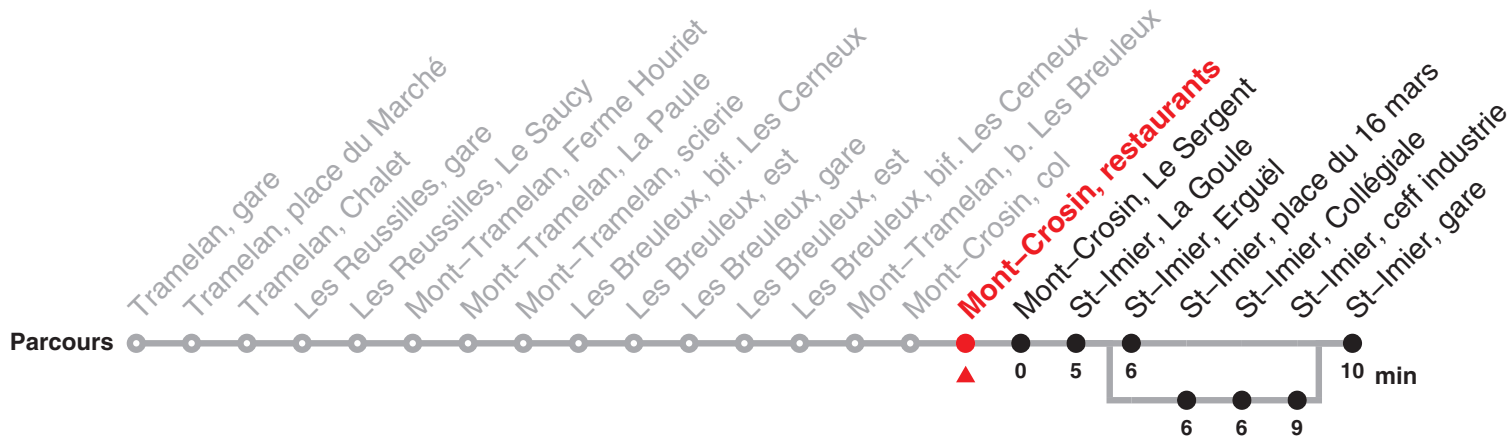 Tramelan, gare
Tramelan, place du Marché
Tramelan, Chalet
Les Reussilles, gare
Les Reussilles, Le Saucy
Mont–Tramelan, Ferme Houriet
Mont–Tramelan, La Paule
Mont–Tramelan, scierie
Les Breuleux, bif. Les Cerneux
Les Breuleux, est
Les Breuleux, gare
Les Breuleux, est
Les Breuleux, bif. Les Cerneux
Mont–Tramelan, b. Les Breuleux
Mont–Crosin, col
Mont–Crosin, restaurants
Mont–Crosin, Le Sergent
St–Imier, La Goule
St–Imier, Erguël
St–Imier, place du 16 mars
St–Imier, Collégiale
St–Imier, ceff industrie
St–Imier, gare
Parcours
0 5 6 10 min
6 6 9